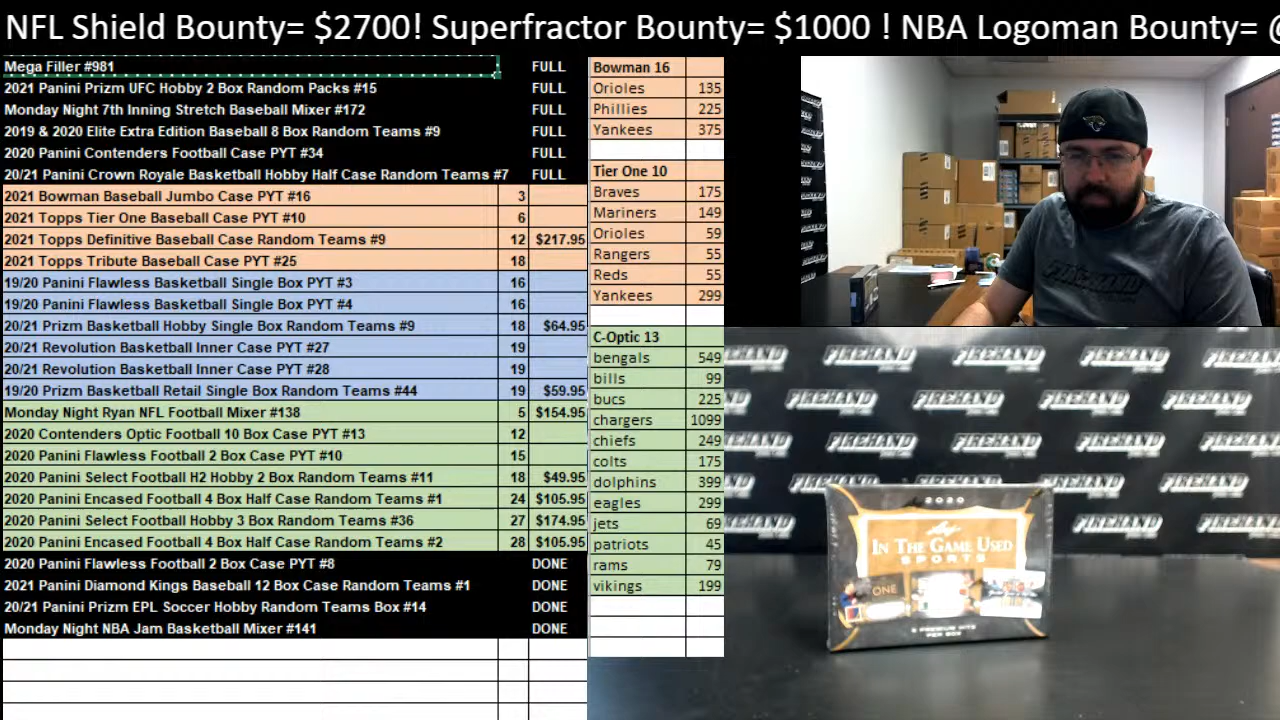 NFL Shield Bounty= $2700! Superfractor Bounty= $1000 ! NBA Logoman Bounty=
Mega Filler #981 FULL
2021 Panini Prizm UFC Hobby 2 Box Random Packs #15 FULL
Monday Night 7th Inning Stretch Baseball Mixer #172 FULL
2019 & 2020 Elite Extra Edition Baseball 8 Box Random Teams #9 FULL
2020 Panini Contenders Football Case PYT #34 FULL
20/21 Panini Crown Royale Basketball Hobby Half Case Random Teams #7 FULL
2021 Bowman Baseball Jumbo Case PYT #16 3
2021 Topps Tier One Baseball Case PYT #10 6
2021 Topps Definitive Baseball Case Random Teams #9 12 $217.95
2021 Topps Tribute Baseball Case PYT #25 18
19/20 Panini Flawless Basketball Single Box PYT #3 16
19/20 Panini Flawless Basketball Single Box PYT #4 16
20/21 Prizm Basketball Hobby Single Box Random Teams #9 18 $64.95
20/21 Revolution Basketball Inner Case PYT #27 19
20/21 Revolution Basketball Inner Case PYT #28 19
19/20 Prizm Basketball Retail Single Box Random Teams #44 19 $59.95
Monday Night Ryan NFL Football Mixer #138 5 $154.95
2020 Contenders Optic Football 10 Box Case PYT #13 12
2020 Panini Flawless Football 2 Box Case PYT #10 15
2020 Panini Select Football H2 Hobby 2 Box Random Teams #11 18 $49.95
2020 Panini Encased Football 4 Box Half Case Random Teams #1 24 $105.95
2020 Panini Select Football Hobby 3 Box Random Teams #36 27 $174.95
2020 Panini Encased Football 4 Box Half Case Random Teams #2 28 $105.95
2020 Panini Flawless Football 2 Box Case PYT #8 DONE
2021 Panini Diamond Kings Baseball 12 Box Case Random Teams #1 DONE
20/21 Panini Prizm EPL Soccer Hobby Random Teams Box #14 DONE
Monday Night NBA Jam Basketball Mixer #141 DONE
Bowman 16
Orioles 135
Phillies 225
Yankees 375
Tier One 10
Braves 175
Mariners 149
Orioles 59
Rangers 55
Reds 55
Yankees 299
C-Optic 13
bengals 549
bills 99
bucs 225
chargers 1099
chiefs 249
colts 175
dolphins 399
eagles 299
jets 69
patriots 45
rams 79
vikings 199
FIREHAND FIREHAND FIREHAND
FIREHAND FIREHAND FIREHAND
FIREHAND FIREHAND FIREHAND
FIREHAND
FIREHAND
2020
Leaf
IN THE GAME USED
SPORTS
ONE
5 PREMIUM HITS
PER BOX